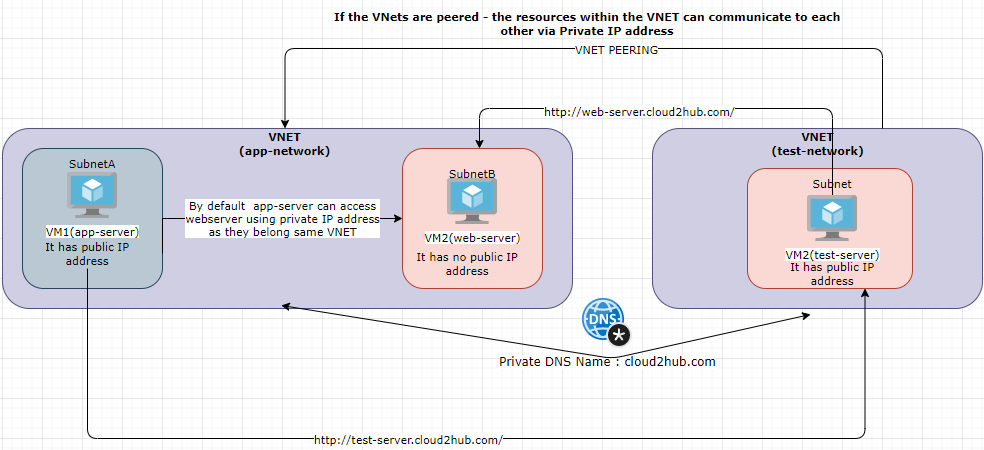 If the VNets are peered - the resources within the VNET can communicate to each
other via Private IP address
VNET PEERING
http://web-server.cloud2hub.com/
VNET
(app-network)
VNET
(test-network)
SubnetA
VM1(app-server)
It has public IP
address
By default app-server can access
webserver using private IP address
as they belong same VNET
SubnetB
VM2(web-server)
It has no public IP
address
Subnet
VM2(test-server)
It has public IP
address
DNS
*
Private DNS Name : cloud2hub.com
http://test-server.cloud2hub.com/